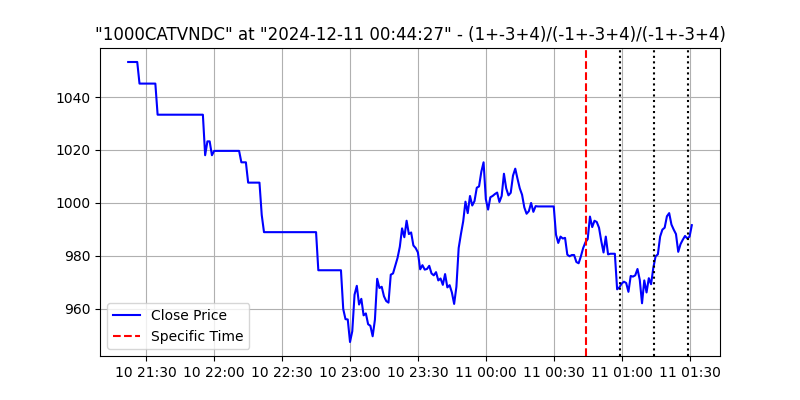 "1000CATVNDC" at "2024-12-11 00:44:27" - (1+-3+4)/(-1+-3+4)/(-1+-3+4)
1040
1020
1000
980
960
Close Price
Specific Time
10 21:30 10 22:00 10 22:30 10 23:00 10 23:30 11 00:00 11 00:30 11 01:00 11 01:30